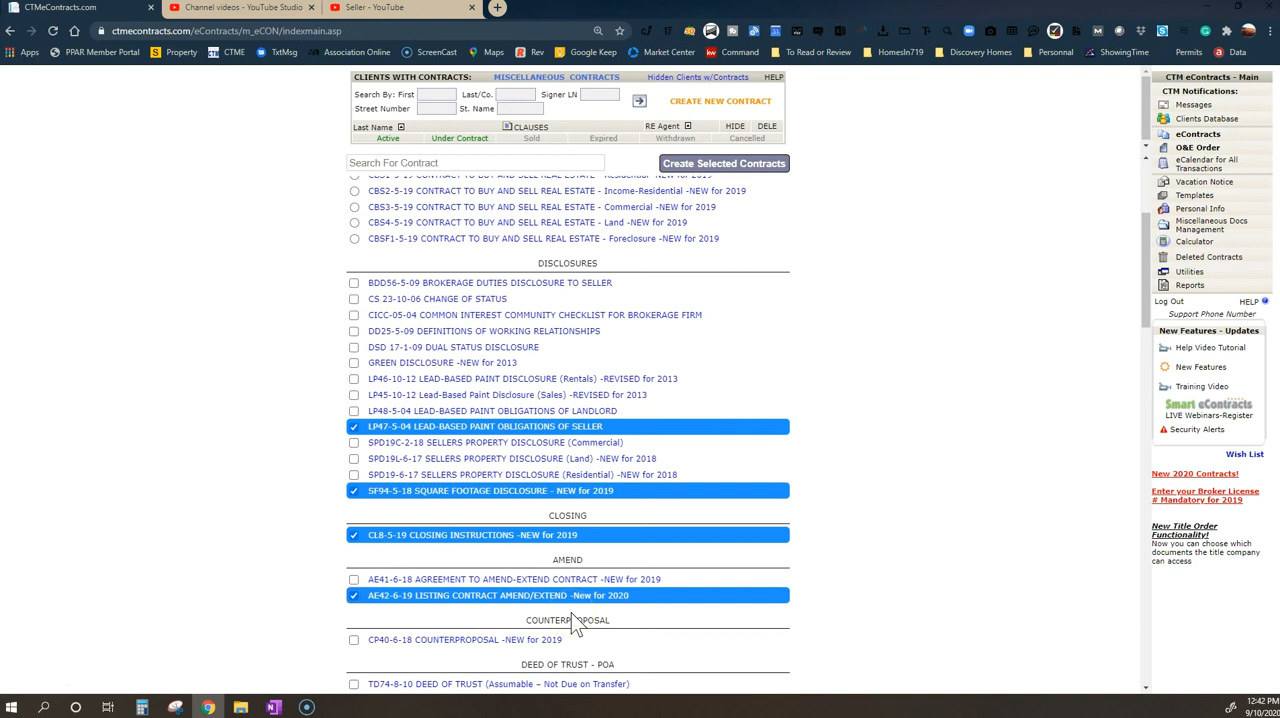 CTMeContracts.com
Channel videos - YouTube Studio
Seller - YouTube
ctmecontracts.com/eContracts/m_eCON/indexmain.asp
Apps PPAR Member Portal Property CTME TxtMsg Association Online ScreenCast Maps Rev Google Keep Market Center Command To Read or Review HomesIn719 Discovery Homes Personnal ShowingTime Permits Data
CLIENTS WITH CONTRACTS: MISCELLANEOUS CONTRACTS Hidden Clients w/Contracts HELP
Search By: First Last/Co. Signer LN
Street Number St. Name
CREATE NEW CONTRACT
Last Name CLAUSES RE Agent HIDE DELE
Active Under Contract Sold Expired Withdrawn Cancelled
Search For Contract
Create Selected Contracts
CBS1-5-19 CONTRACT TO BUY AND SELL REAL ESTATE - Residential -NEW for 2019
CBS2-5-19 CONTRACT TO BUY AND SELL REAL ESTATE - Income-Residential -NEW for 2019
CBS3-5-19 CONTRACT TO BUY AND SELL REAL ESTATE - Commercial -NEW for 2019
CBS4-5-19 CONTRACT TO BUY AND SELL REAL ESTATE - Land -NEW for 2019
CBSF1-5-19 CONTRACT TO BUY AND SELL REAL ESTATE - Foreclosure -NEW for 2019
DISCLOSURES
BDD56-5-09 BROKERAGE DUTIES DISCLOSURE TO SELLER
CS 23-10-06 CHANGE OF STATUS
CICC-05-04 COMMON INTEREST COMMUNITY CHECKLIST FOR BROKERAGE FIRM
DD25-5-09 DEFINITIONS OF WORKING RELATIONSHIPS
DSD 17-1-09 DUAL STATUS DISCLOSURE
GREEN DISCLOSURE -NEW for 2013
LP46-10-12 LEAD-BASED PAINT DISCLOSURE (Rentals) -REVISED for 2013
LP45-10-12 Lead-Based Paint Disclosure (Sales) -REVISED for 2013
LP48-5-04 LEAD-BASED PAINT OBLIGATIONS OF LANDLORD
LP47-5-04 LEAD-BASED PAINT OBLIGATIONS OF SELLER
SPD19C-2-18 SELLERS PROPERTY DISCLOSURE (Commercial)
SPD19L-6-17 SELLERS PROPERTY DISCLOSURE (Land) -NEW for 2018
SPD19-6-17 SELLERS PROPERTY DISCLOSURE (Residential) -NEW for 2018
SF94-5-18 SQUARE FOOTAGE DISCLOSURE - NEW for 2019
CLOSING
CL8-5-19 CLOSING INSTRUCTIONS -NEW for 2019
AMEND
AE41-6-18 AGREEMENT TO AMEND-EXTEND CONTRACT -NEW for 2019
AE42-6-19 LISTING CONTRACT AMEND/EXTEND -New for 2020
COUNTERPROPOSAL
CP40-6-18 COUNTERPROPOSAL -NEW for 2019
DEED OF TRUST - POA
TD74-8-10 DEED OF TRUST (Assumable – Not Due on Transfer)
CTM eContracts - Main
CTM Notifications:
Messages
Clients Database
eContracts
O&E Order
eCalendar for All
Transactions
Vacation Notice
Templates
Personal Info
Miscellaneous Docs
Management
Calculator
Deleted Contracts
Utilities
Reports
Log Out HELP
Support Phone Number
New Features - Updates
Help Video Tutorial
New Features
Training Video
Smart eContracts
LIVE Webinars-Register
Security Alerts
Wish List
New 2020 Contracts!
Enter your Broker License
# Mandatory for 2019
New Title Order
Functionality!
Now you can choose which
documents the title company
can access
12:42 PM
9/10/2020